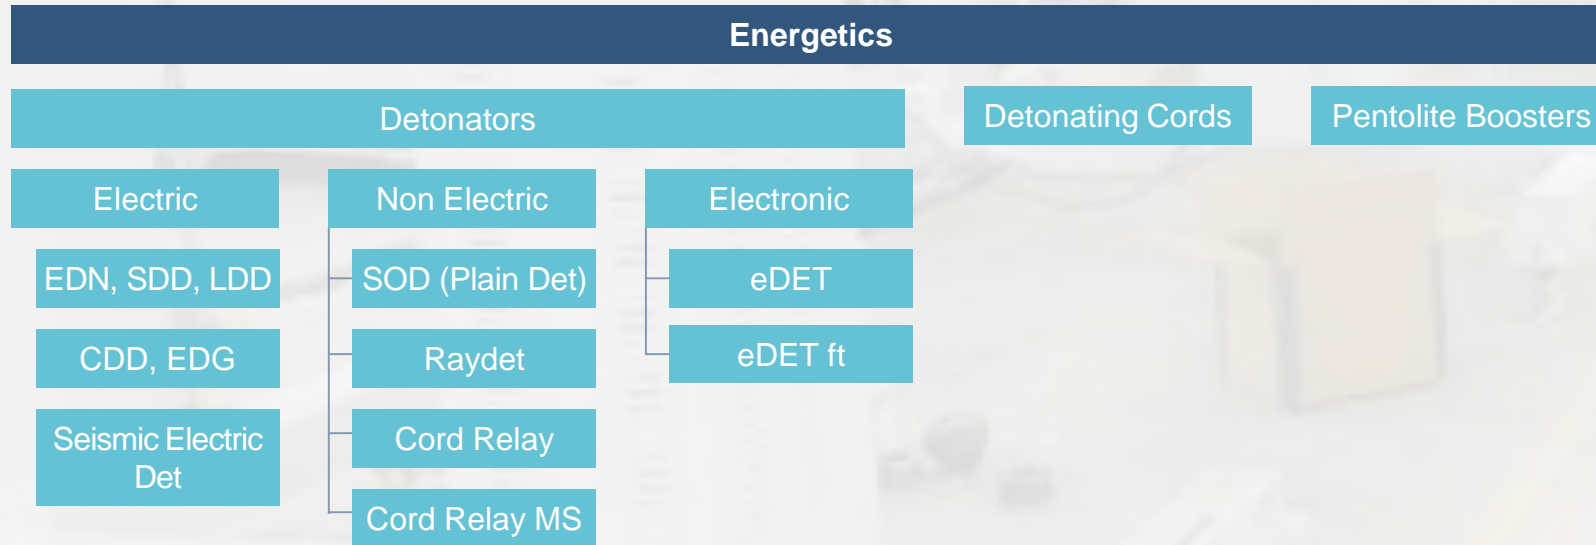 Energetics
Detonators
Detonating Cords
Pentolite Boosters
Electric
Non Electric
Electronic
EDN, SDD, LDD
SOD (Plain Det)
eDET
CDD, EDG
Raydet
eDET ft
Seismic Electric
Det
Cord Relay
Cord Relay MS